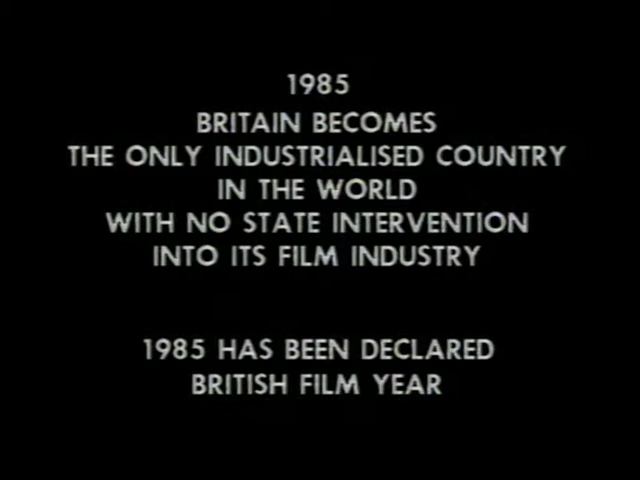 1985
BRITAIN BECOMES
THE ONLY INDUSTRIALISED COUNTRY
IN THE WORLD
WITH NO STATE INTERVENTION
INTO ITS FILM INDUSTRY
1985 HAS BEEN DECLARED
BRITISH FILM YEAR